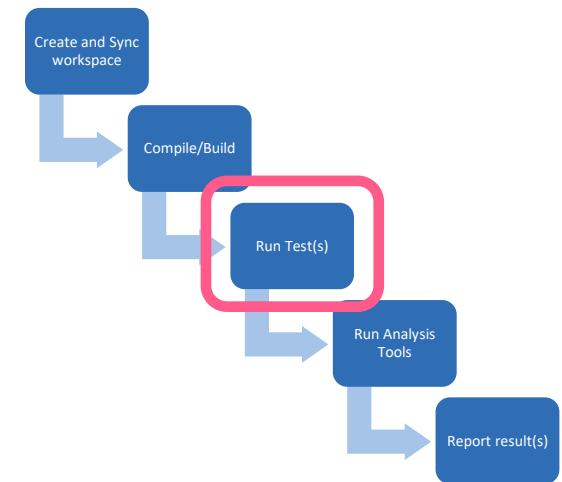 Create and Sync
workspace
Compile/Build
Run Test(s)
Run Analysis
Tools
Report result(s)